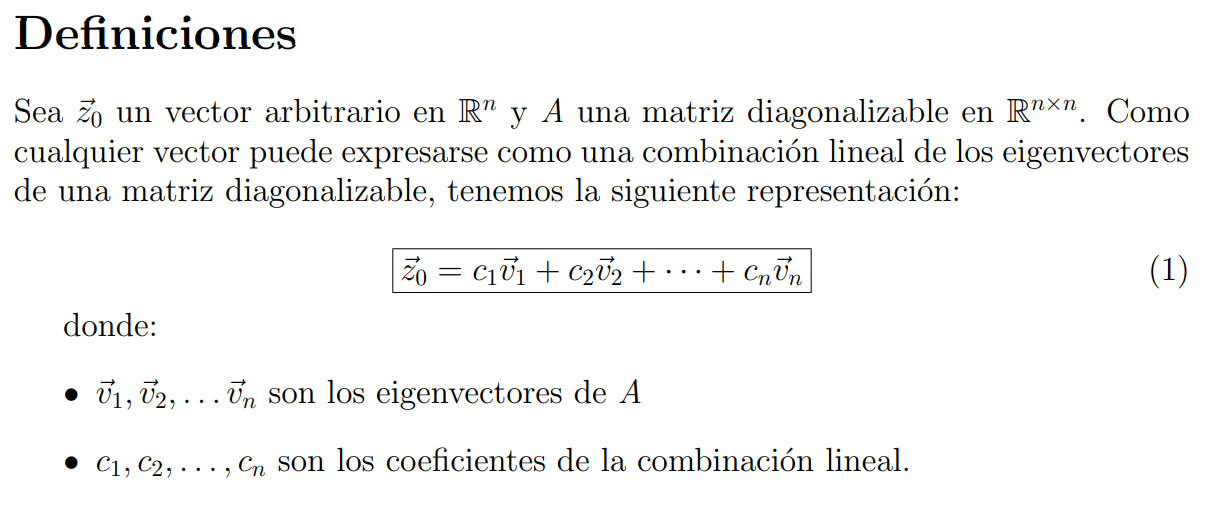 Definiciones
Sea $\vec{z}_0$ un vector arbitrario en $\mathbb{R}^n$ y $A$ una matriz diagonalizable en $\mathbb{R}^{n \times n}$. Como
cualquier vector puede expresarse como una combinación lineal de los eigenvectores
de una matriz diagonalizable, tenemos la siguiente representación:
$\boxed{\vec{z}_0 = c_1\vec{v}_1 + c_2\vec{v}_2 + \cdots + c_n\vec{v}_n}$ (1)
donde:
• $\vec{v}_1, \vec{v}_2, \ldots \vec{v}_n$ son los eigenvectores de $A$
• $c_1, c_2, \ldots, c_n$ son los coeficientes de la combinación lineal.